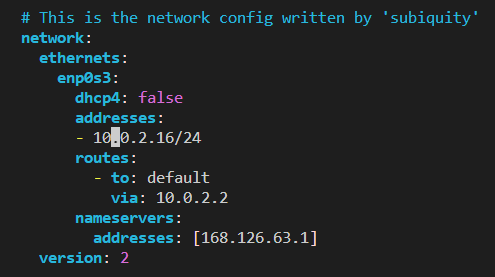 # This is the network config written by 'subiquity'
network:
  ethernets:
    enp0s3:
      dhcp4: false
      addresses:
      - 10.0.2.16/24
      routes:
        - to: default
          via: 10.0.2.2
      nameservers:
        addresses: [168.126.63.1]
  version: 2